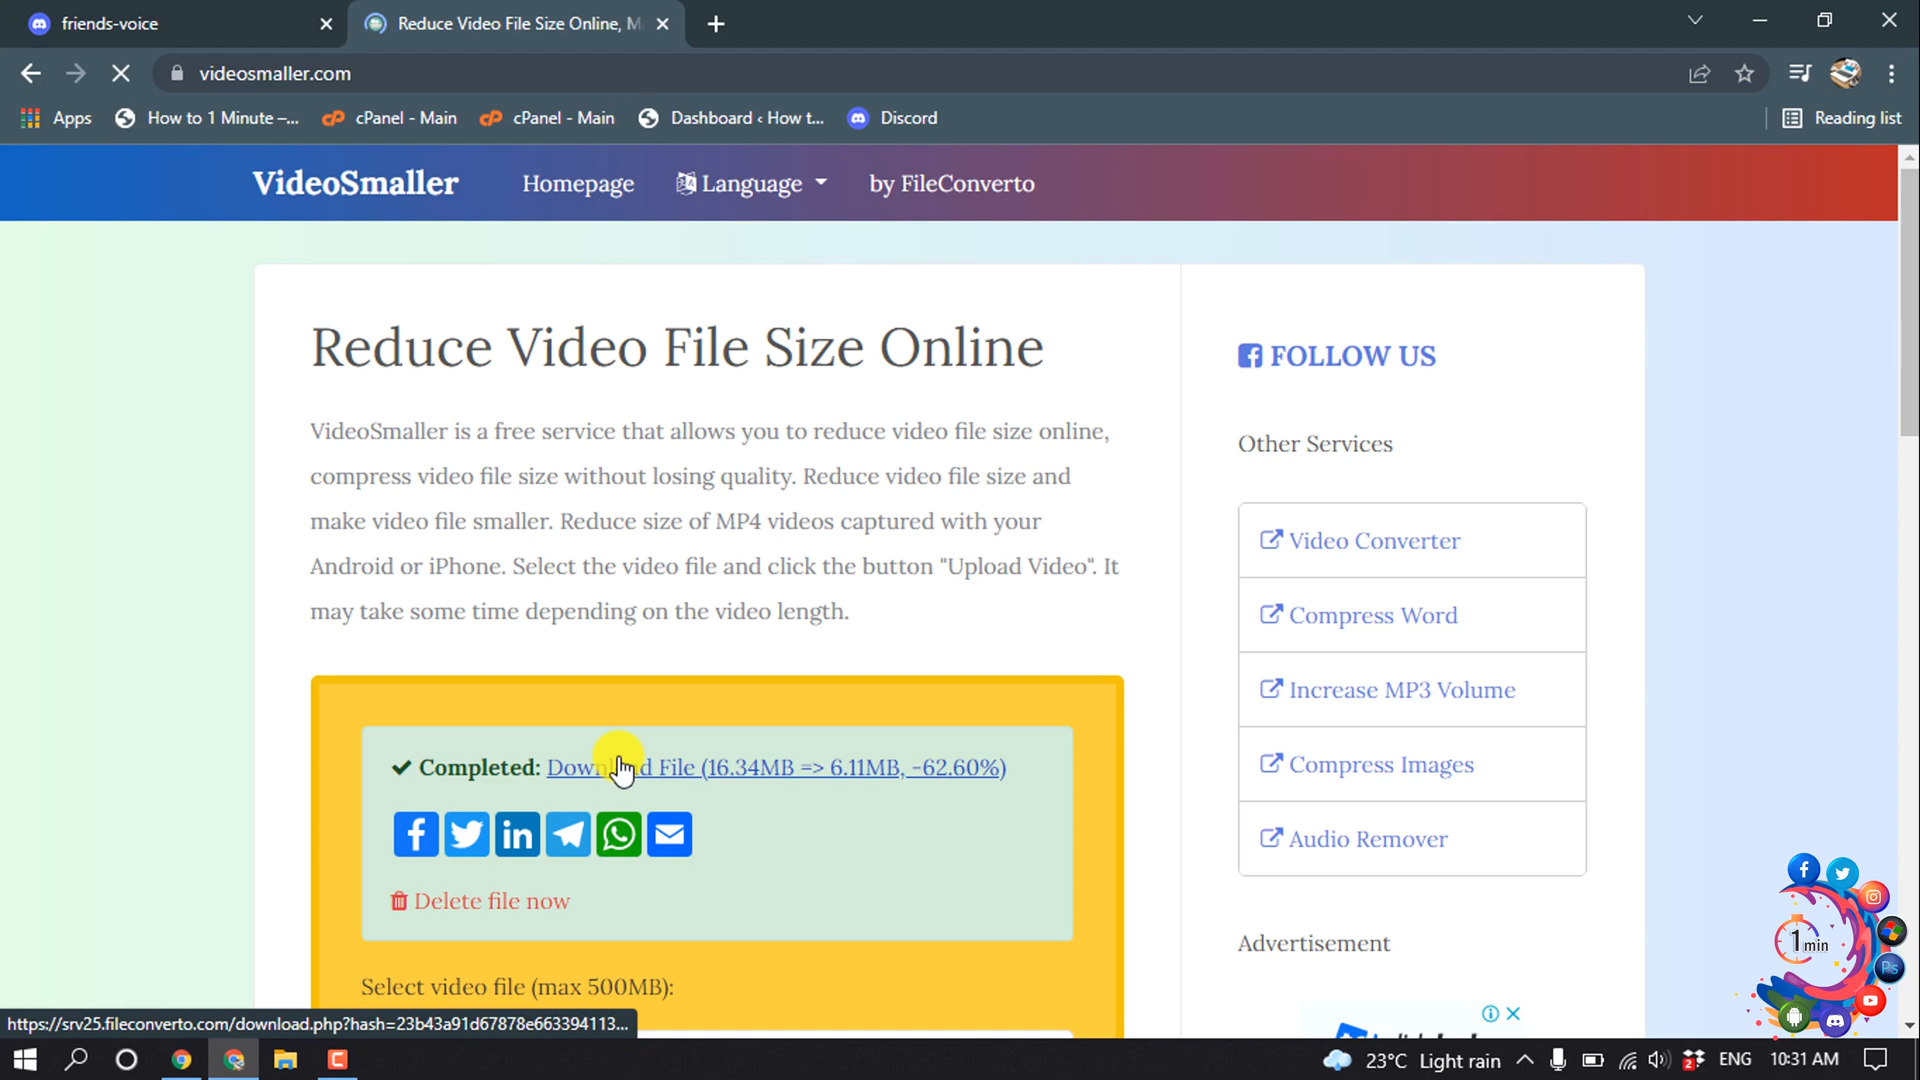 friends-voice
Reduce Video File Size Online, M
videosmaller.com
Apps
How to 1 Minute –...
cP
cPanel - Main
cP
cPanel - Main
Dashboard ‹ How t...
Discord
Reading list
VideoSmaller
Homepage
Language
by FileConverto
Reduce Video File Size Online
VideoSmaller is a free service that allows you to reduce video file size online,
compress video file size without losing quality. Reduce video file size and
make video file smaller. Reduce size of MP4 videos captured with your
Android or iPhone. Select the video file and click the button "Upload Video". It
may take some time depending on the video length.
Completed: Download File (16.34MB => 6.11MB, -62.60%)
Delete file now
Select video file (max 500MB):
FOLLOW US
Other Services
Video Converter
Compress Word
Increase MP3 Volume
Compress Images
Audio Remover
Advertisement
1 min
Ps
https://srv25.fileconverto.com/download.php?hash=23b43a91d67878e663394113...
23°C Light rain
2
ENG
10:31 AM